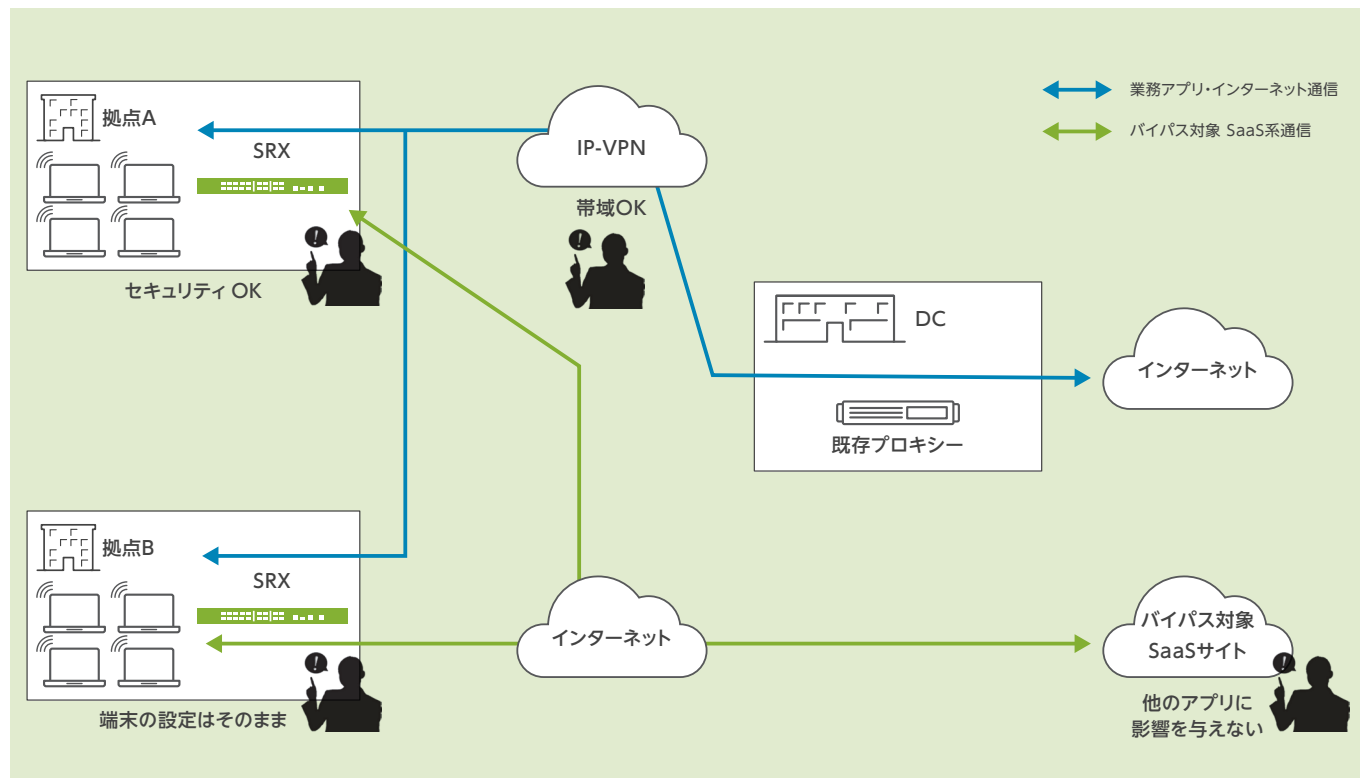 業務アプリ・インターネット通信
バイパス対象 SaaS系通信
拠点A
SRX
セキュリティ OK
IP-VPN
帯域OK
DC
既存プロキシー
インターネット
拠点B
SRX
端末の設定はそのまま
インターネット
バイパス対象
SaaSサイト
他のアプリに
影響を与えない